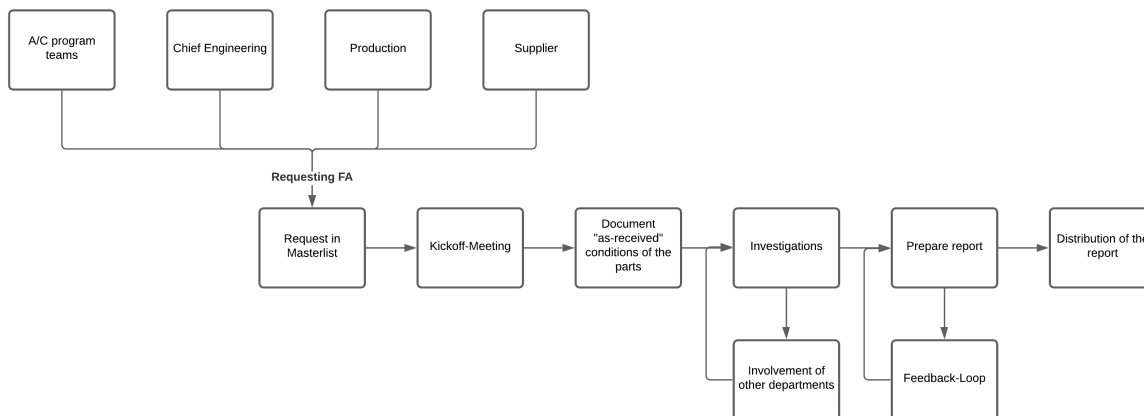 A/C program
teams
Chief Engineering
Production
Supplier
Requesting FA
Request in
Masterlist
Kickoff-Meeting
Document
"as-received"
conditions of the
parts
Investigations
Prepare report
Distribution of the
report
Involvement of
other departments
Feedback-Loop